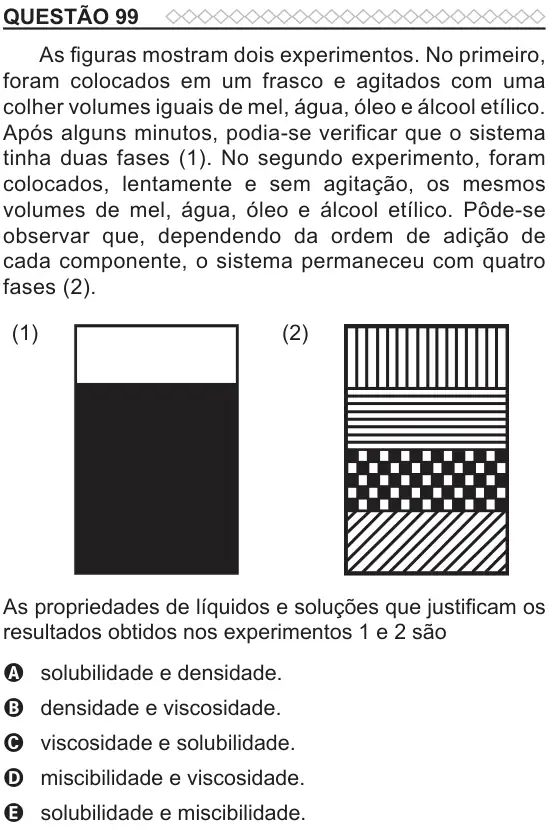 QUESTÃO 99
As figuras mostram dois experimentos. No primeiro,
foram colocados em um frasco e agitados com uma
colher volumes iguais de mel, água, óleo e álcool etílico.
Após alguns minutos, podia-se verificar que o sistema
tinha duas fases (1). No segundo experimento, foram
colocados, lentamente e sem agitação, os mesmos
volumes de mel, água, óleo e álcool etílico. Pôde-se
observar que, dependendo da ordem de adição de
cada componente, o sistema permaneceu com quatro
fases (2).
(1) (2)
As propriedades de líquidos e soluções que justificam os
resultados obtidos nos experimentos 1 e 2 são
A solubilidade e densidade.
B densidade e viscosidade.
C viscosidade e solubilidade.
D miscibilidade e viscosidade.
E solubilidade e miscibilidade.